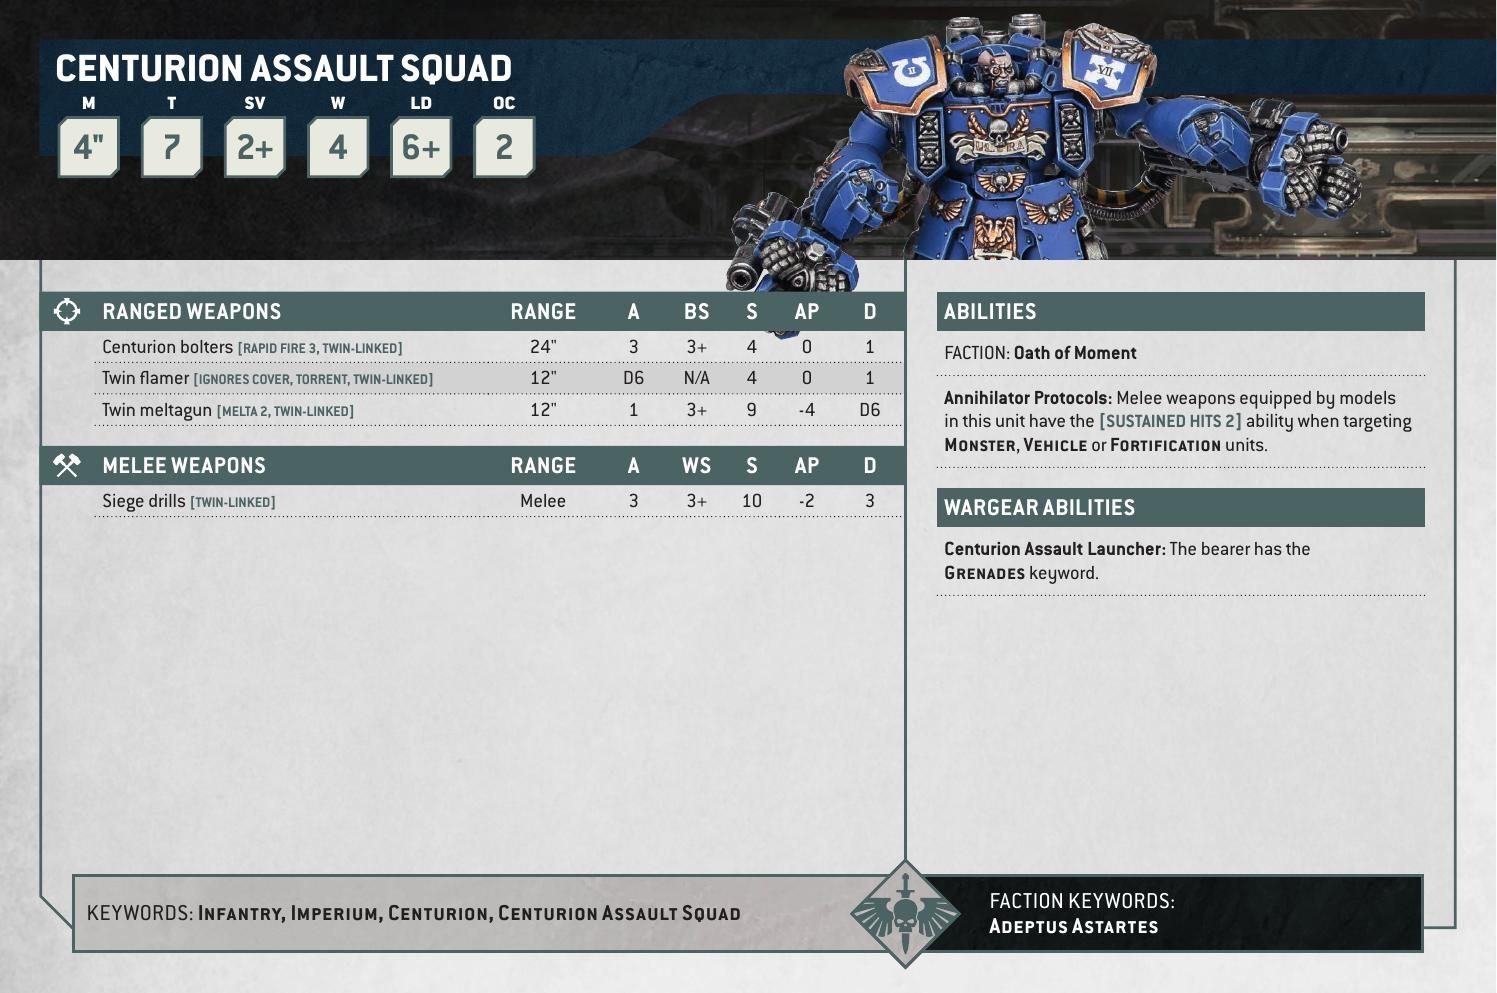 CENTURION ASSAULT SQUAD
M T SV W LD OC
4" 7 2+ 4 6+ 2
II
VII
ULTRA
RANGED WEAPONS RANGE A BS S AP D
Centurion bolters [RAPID FIRE 3, TWIN-LINKED] 24" 3 3+ 4 0 1
Twin flamer [IGNORES COVER, TORRENT, TWIN-LINKED] 12" D6 N/A 4 0 1
Twin meltagun [MELTA 2, TWIN-LINKED] 12" 1 3+ 9 -4 D6
MELEE WEAPONS RANGE A WS S AP D
Siege drills [TWIN-LINKED] Melee 3 3+ 10 -2 3
ABILITIES
FACTION: Oath of Moment
Annihilator Protocols: Melee weapons equipped by models
in this unit have the [SUSTAINED HITS 2] ability when targeting
MONSTER, VEHICLE or FORTIFICATION units.
WARGEAR ABILITIES
Centurion Assault Launcher: The bearer has the
GRENADES keyword.
KEYWORDS: INFANTRY, IMPERIUM, CENTURION, CENTURION ASSAULT SQUAD
FACTION KEYWORDS:
ADEPTUS ASTARTES